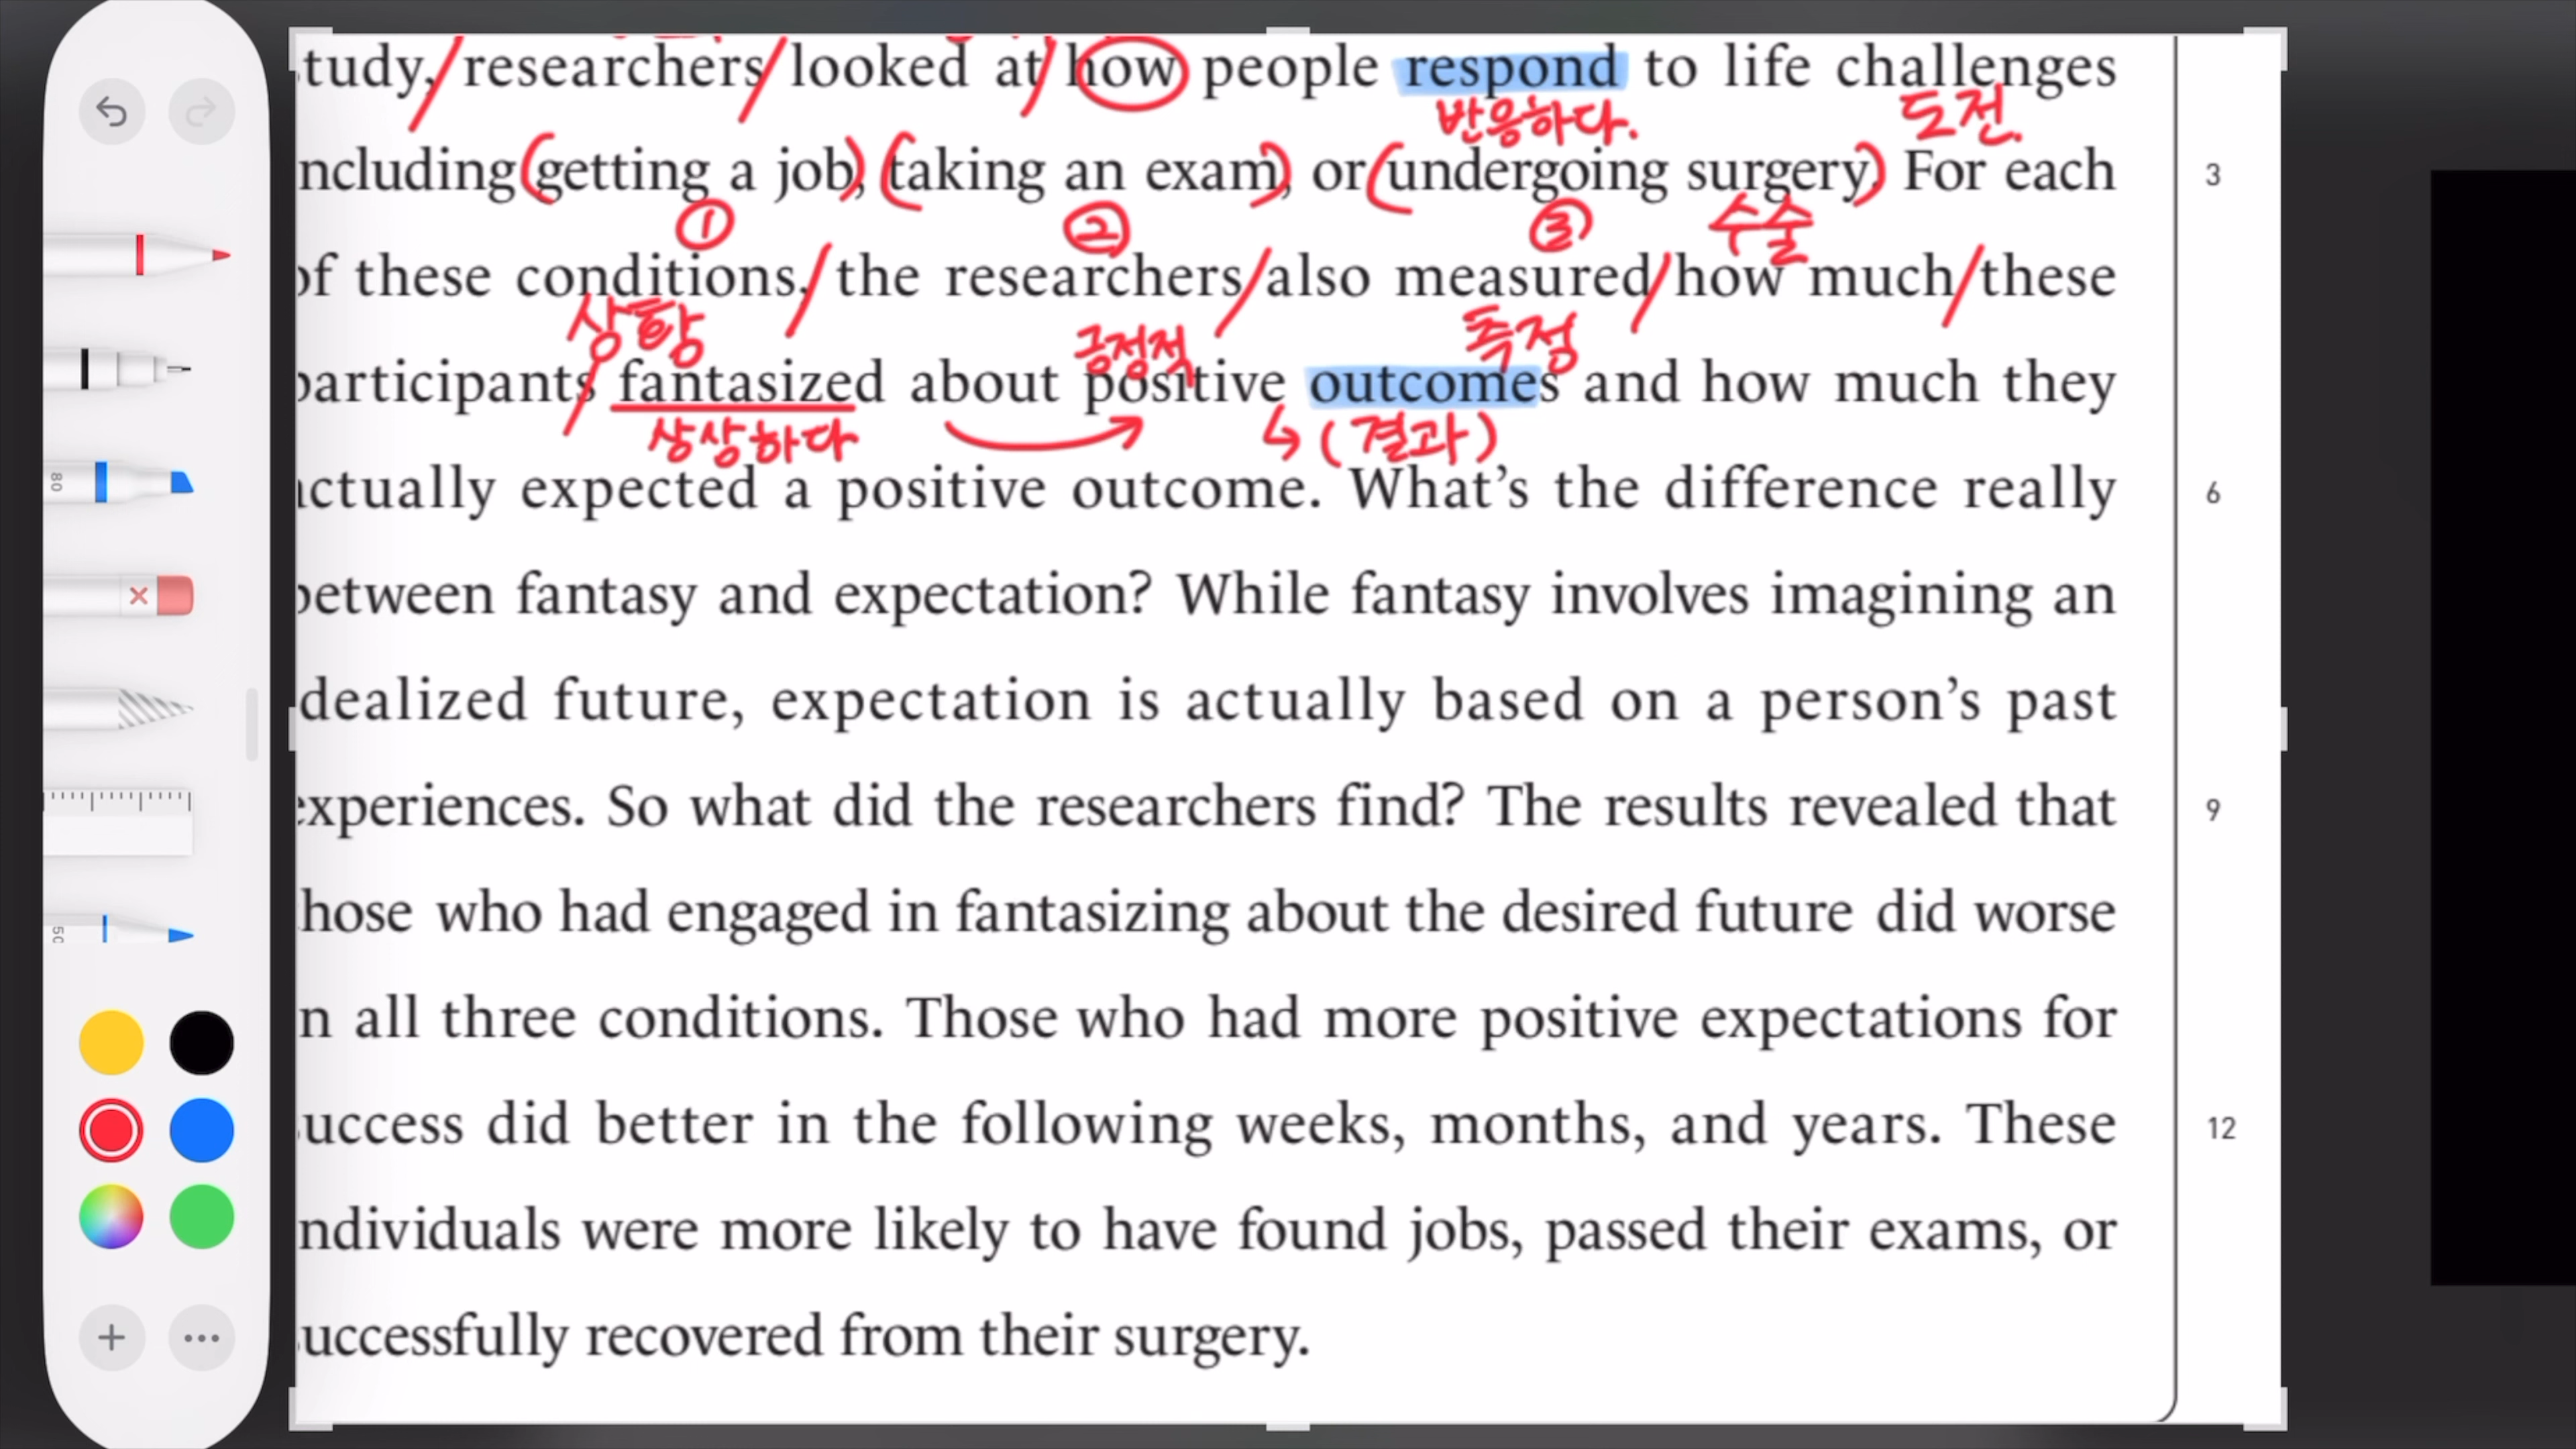 tudy, researchers looked at how people respond to life challenges
반응하다. 도전.
ncluding (getting a job), (taking an exam), or (undergoing surgery.) For each
3
① ② ③ 수술
of these conditions, the researchers also measured how much these
상황 긍정적 측정
participants fantasized about positive outcomes and how much they
상상하다 ↳ (결과)
actually expected a positive outcome. What's the difference really
6
between fantasy and expectation? While fantasy involves imagining an
dealized future, expectation is actually based on a person's past
experiences. So what did the researchers find? The results revealed that
9
those who had engaged in fantasizing about the desired future did worse
n all three conditions. Those who had more positive expectations for
success did better in the following weeks, months, and years. These
12
ndividuals were more likely to have found jobs, passed their exams, or
successfully recovered from their surgery.
80
50